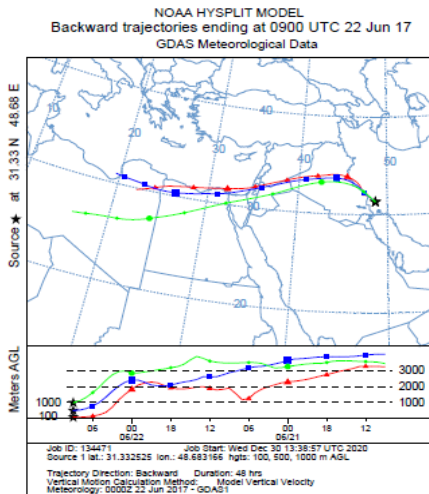 NOAA HYSPLIT MODEL
Backward trajectories ending at 0900 UTC 22 Jun 17
GDAS Meteorological Data
Source ★ at 31.33 N 48.68 E
20
30
40
50
40
30
20
Meters AGL
3000
2000
1000
1000
100
06 00 18 12 06 00 18 12
06/22 06/21
Job ID: 134471 Job Start: Wed Dec 30 13:38:57 UTC 2020
Source 1 lat.: 31.332525 lon.: 48.683166 hgts: 100, 500, 1000 m AGL
Trajectory Direction: Backward Duration: 48 hrs
Vertical Motion Calculation Method: Model Vertical Velocity
Meteorology: 0000Z 22 Jun 2017 - GDAS1